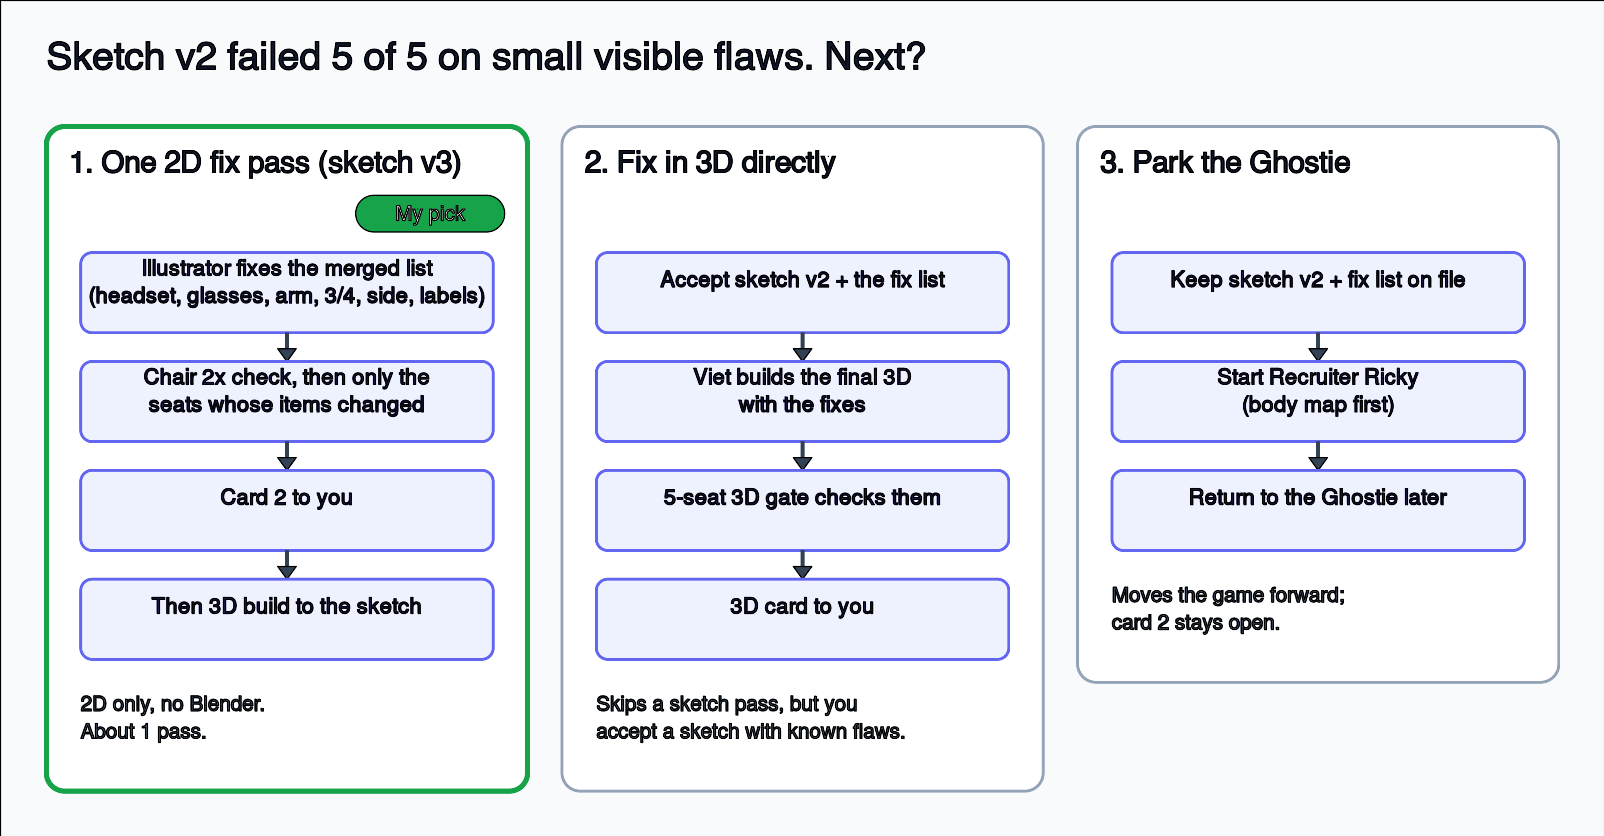 Sketch v2 failed 5 of 5 on small visible flaws. Next?
1. One 2D fix pass (sketch v3)
My pick
Illustrator fixes the merged list
(headset, glasses, arm, 3/4, side, labels)
Chair 2x check, then only the
seats whose items changed
Card 2 to you
Then 3D build to the sketch
2D only, no Blender.
About 1 pass.
2. Fix in 3D directly
Accept sketch v2 + the fix list
Viet builds the final 3D
with the fixes
5-seat 3D gate checks them
3D card to you
Skips a sketch pass, but you
accept a sketch with known flaws.
3. Park the Ghostie
Keep sketch v2 + fix list on file
Start Recruiter Ricky
(body map first)
Return to the Ghostie later
Moves the game forward;
card 2 stays open.